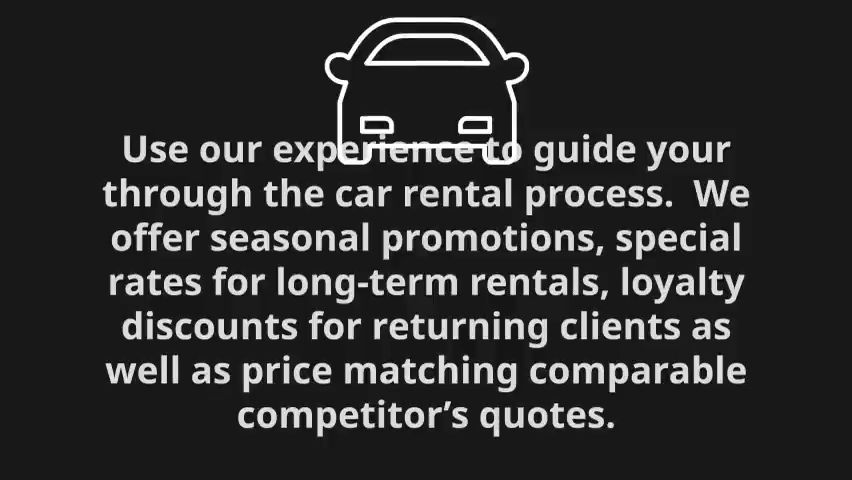 Use our experience to guide your
through the car rental process.  We
offer seasonal promotions, special
rates for long-term rentals, loyalty
discounts for returning clients as
well as price matching comparable
competitor’s quotes.